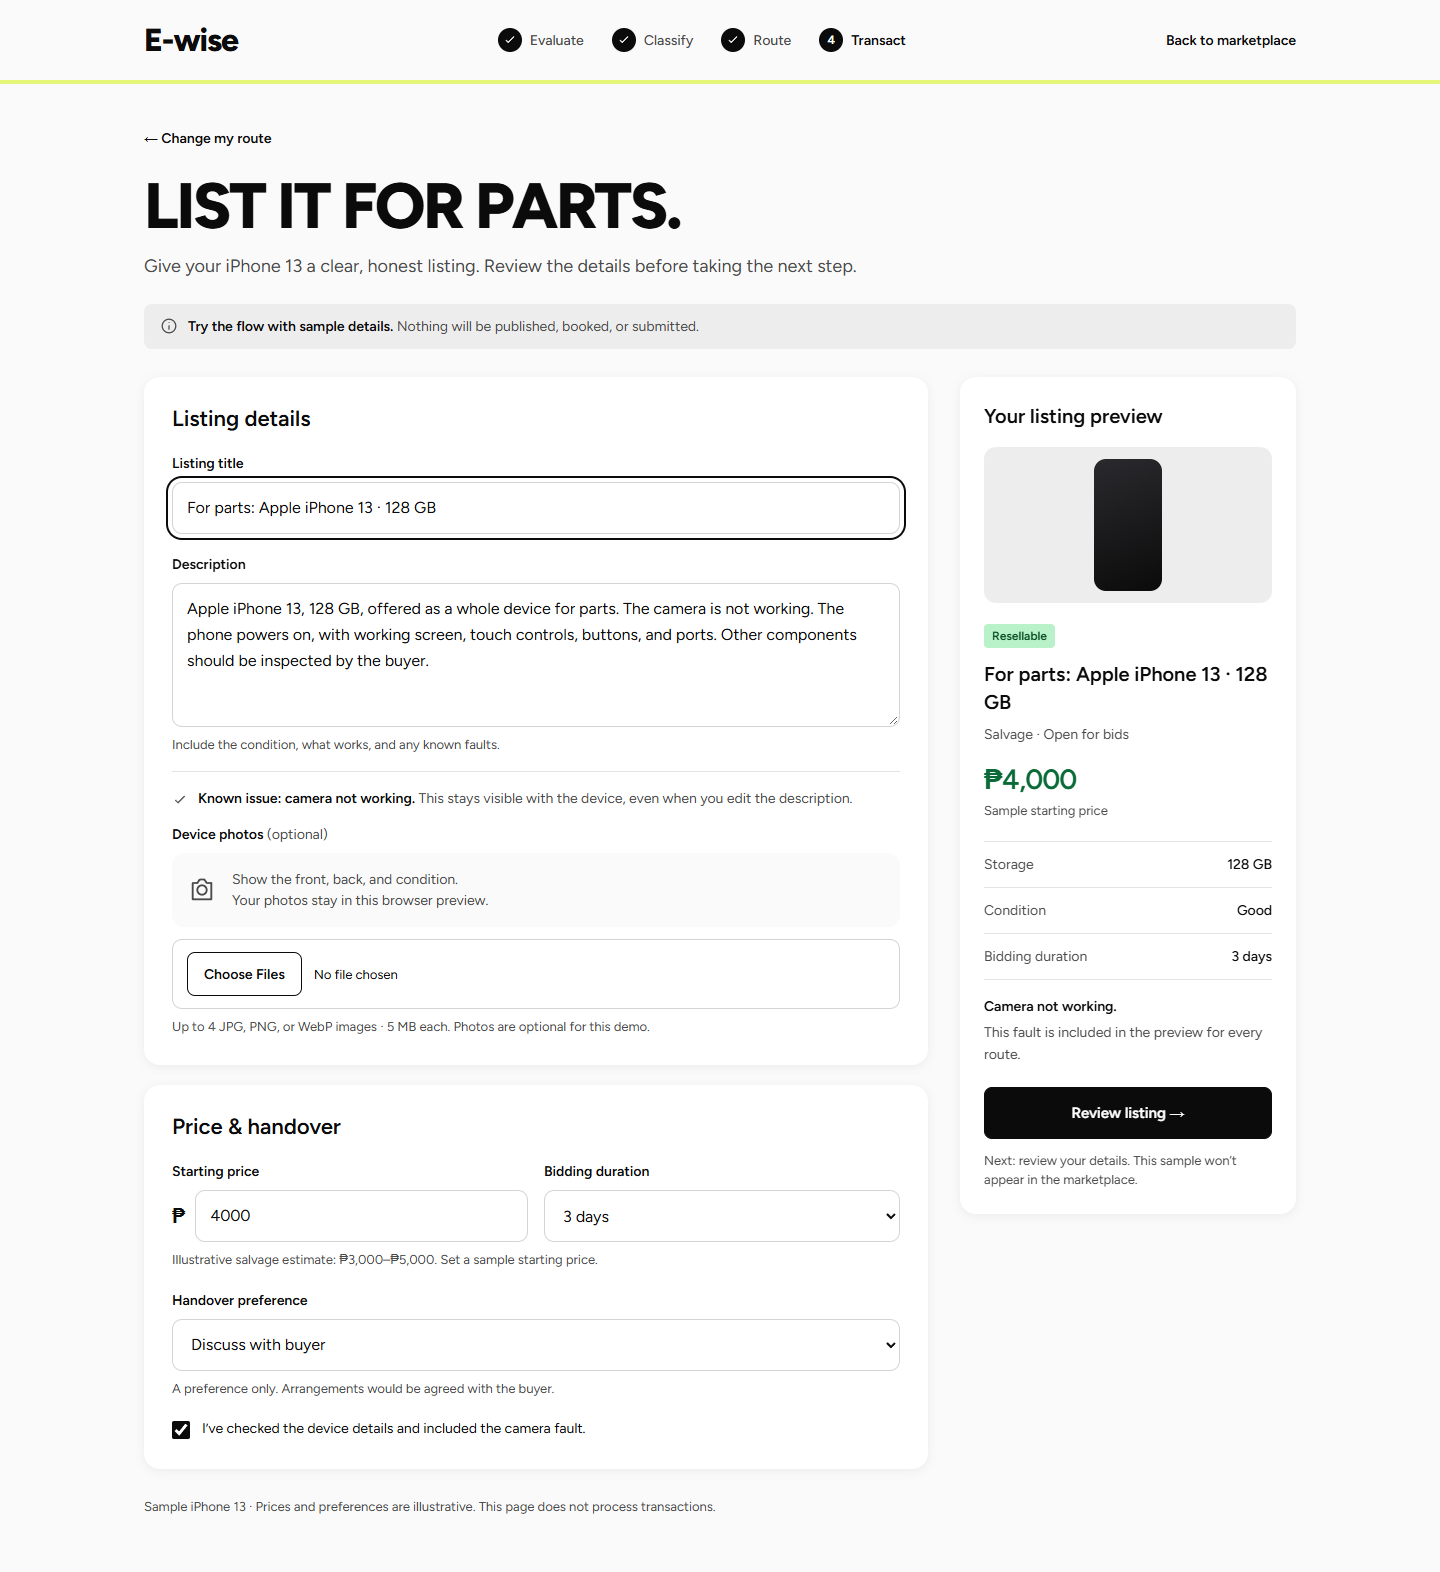 E-wise
Evaluate
Classify
Route
4 Transact
Back to marketplace
← Change my route
LIST IT FOR PARTS.
Give your iPhone 13 a clear, honest listing. Review the details before taking the next step.
Try the flow with sample details. Nothing will be published, booked, or submitted.
Listing details
Listing title
For parts: Apple iPhone 13 · 128 GB
Description
Apple iPhone 13, 128 GB, offered as a whole device for parts. The camera is not working. The
phone powers on, with working screen, touch controls, buttons, and ports. Other components
should be inspected by the buyer.
Include the condition, what works, and any known faults.
Known issue: camera not working. This stays visible with the device, even when you edit the description.
Device photos (optional)
Show the front, back, and condition.
Your photos stay in this browser preview.
Choose Files No file chosen
Up to 4 JPG, PNG, or WebP images · 5 MB each. Photos are optional for this demo.
Price & handover
Starting price
₱ 4000
Bidding duration
3 days
Illustrative salvage estimate: ₱3,000–₱5,000. Set a sample starting price.
Handover preference
Discuss with buyer
A preference only. Arrangements would be agreed with the buyer.
I've checked the device details and included the camera fault.
Your listing preview
Resellable
For parts: Apple iPhone 13 · 128
GB
Salvage · Open for bids
₱4,000
Sample starting price
Storage 128 GB
Condition Good
Bidding duration 3 days
Camera not working.
This fault is included in the preview for every
route.
Review listing →
Next: review your details. This sample won't
appear in the marketplace.
Sample iPhone 13 · Prices and preferences are illustrative. This page does not process transactions.